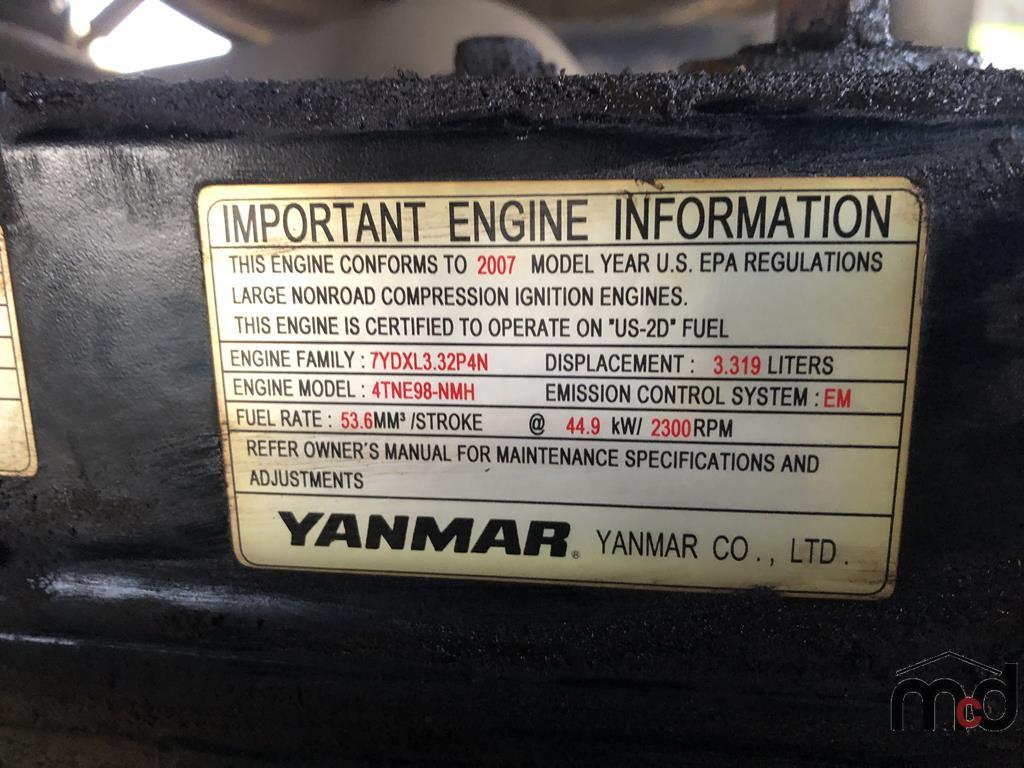 IMPORTANT ENGINE INFORMATION
THIS ENGINE CONFORMS TO 2007 MODEL YEAR U.S. EPA REGULATIONS
LARGE NONROAD COMPRESSION IGNITION ENGINES.
THIS ENGINE IS CERTIFIED TO OPERATE ON "US-2D" FUEL
ENGINE FAMILY : 7YDXL3.32P4N DISPLACEMENT : 3.319 LITERS
ENGINE MODEL : 4TNE98-NMH EMISSION CONTROL SYSTEM : EM
FUEL RATE : 53.6MM³ /STROKE @ 44.9 kW/ 2300RPM
REFER OWNER'S MANUAL FOR MAINTENANCE SPECIFICATIONS AND
ADJUSTMENTS
YANMAR® YANMAR CO., LTD.
mcd